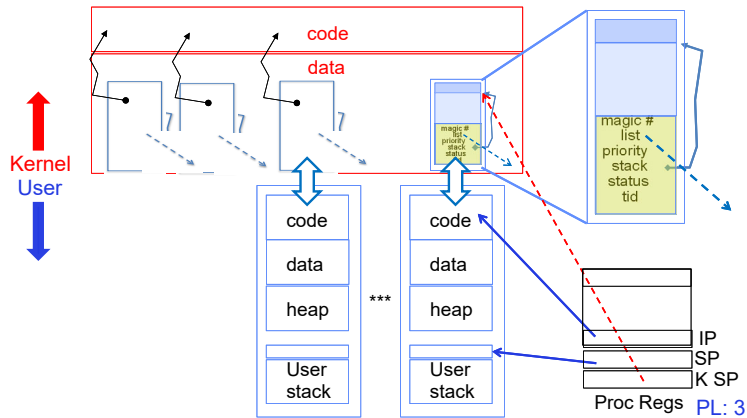 code
data
Kernel
User
magic #
list
priority
stack
status
magic #
list
priority
stack
status
tid
code
data
heap
User
stack
***
code
data
heap
User
stack
IP
SP
K SP
Proc Regs
PL: 3